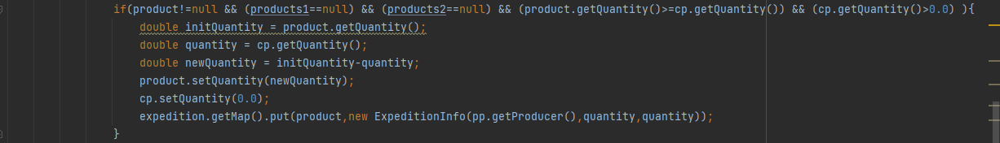 if(product!=null && (products1==null) && (products2==null) && (product.getQuantity()>=cp.getQuantity()) && (cp.getQuantity()>0.0) ){
double initQuantity = product.getQuantity();
double quantity = cp.getQuantity();
double newQuantity = initQuantity-quantity;
product.setQuantity(newQuantity);
cp.setQuantity(0.0);
expedition.getMap().put(product,new ExpeditionInfo(pp.getProducer(),quantity,quantity));
}